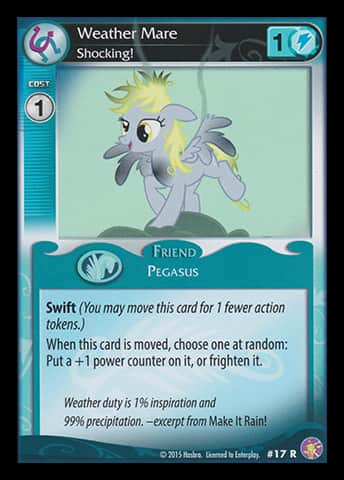 Weather Mare
Shocking!
1
COST
1
FRIEND
PEGASUS
Swift (You may move this card for 1 fewer action
tokens.)
When this card is moved, choose one at random:
Put a +1 power counter on it, or frighten it.
Weather duty is 1% inspiration and
99% precipitation. –excerpt from Make It Rain!
© 2015 Hasbro. Licensed to Enterplay. #17 R